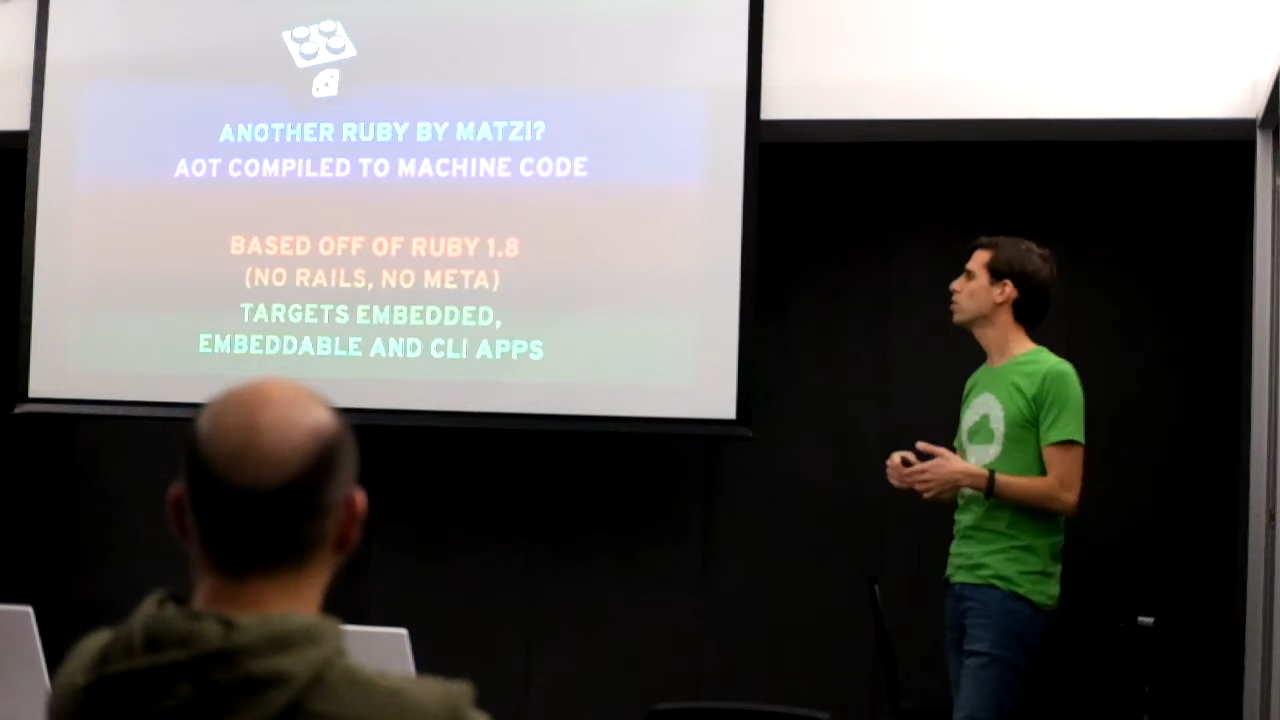 ANOTHER RUBY BY MATZ!?
AOT COMPILED TO MACHINE CODE
BASED OFF OF RUBY 1.8
(NO RAILS, NO META)
TARGETS EMBEDDED,
EMBEDDABLE AND CLI APPS